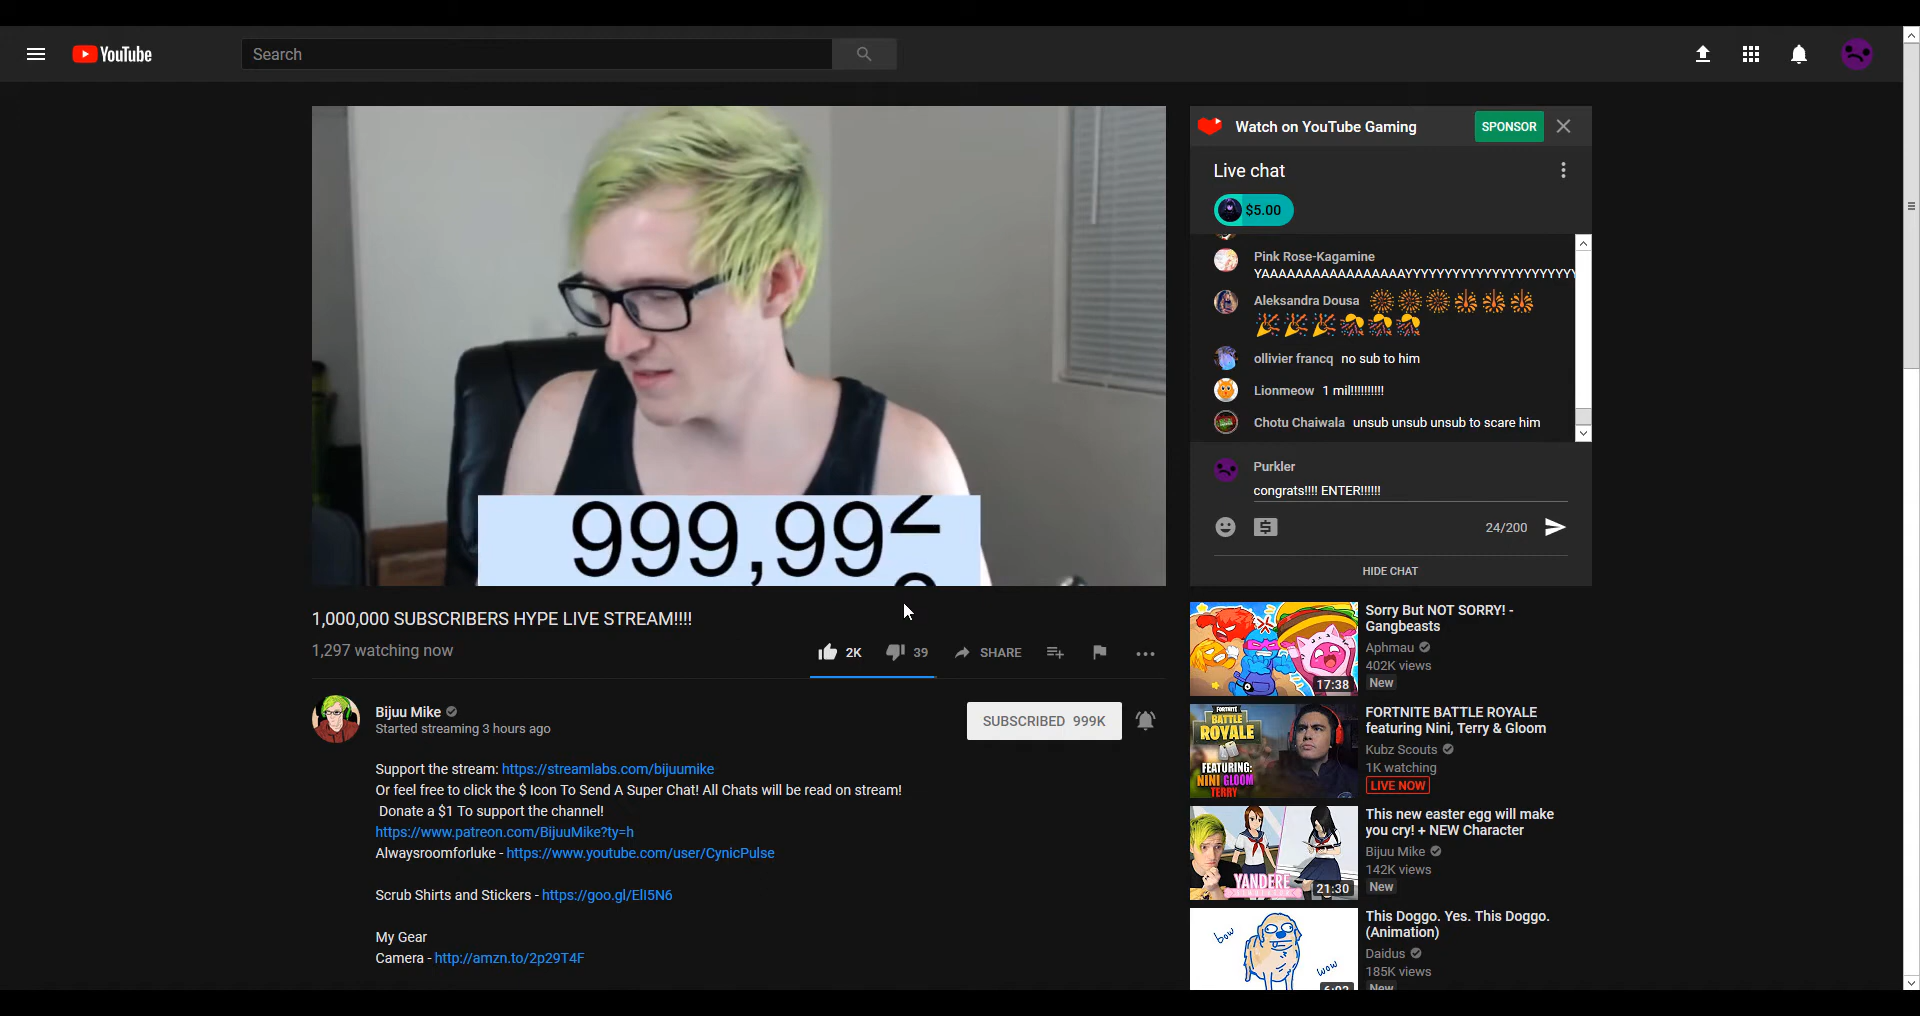 YouTube
Search
Watch on YouTube Gaming
SPONSOR
Live chat
$5.00
Pink Rose-Kagamine
Aleksandra Dousa
ollivier francq no sub to him
Lionmeow 1 mil!!!!!!!!!!
Chotu Chaiwala unsub unsub unsub to scare him
Purkler
congrats!!!! ENTER!!!!!!
24/200
HIDE CHAT
999,992
1,000,000 SUBSCRIBERS HYPE LIVE STREAM!!!!
1,297 watching now
2K
39
SHARE
Bijuu Mike
Started streaming 3 hours ago
SUBSCRIBED 999K
Support the stream: https://streamlabs.com/bijuumike
Or feel free to click the $ Icon To Send A Super Chat! All Chats will be read on stream!
Donate a $1 To support the channel!
https://www.patreon.com/BijuuMike?ty=h
Alwaysroomforluke - https://www.youtube.com/user/CynicPulse
Scrub Shirts and Stickers - https://goo.gl/ElI5N6
My Gear
Camera - http://amzn.to/2p29T4F
Sorry But NOT SORRY! -
Gangbeasts
Aphmau
402K views
New
17:38
FORTNITE
BATTLE
ROYALE
FEATURING:
NINI GLOOM
TERRY
FORTNITE BATTLE ROYALE
featuring Nini, Terry & Gloom
Kubz Scouts
1K watching
LIVE NOW
YANDERE
21:30
This new easter egg will make
you cry! + NEW Character
Bijuu Mike
142K views
New
bow
wow
This Doggo. Yes. This Doggo.
(Animation)
Daidus
185K views
New